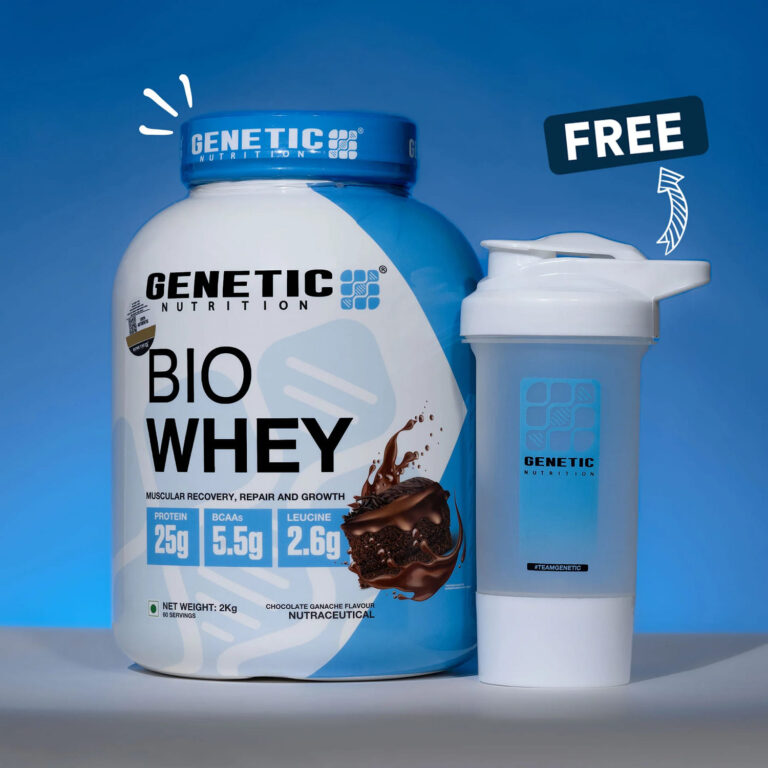 GENETIC
NUTRITION
FREE
GENETIC
NUTRITION
BIO
WHEY
MUSCULAR RECOVERY, REPAIR AND GROWTH
PROTEIN
25g
BCAAs
5.5g
LEUCINE
2.6g
NET WEIGHT: 2Kg
60 SERVINGS
CHOCOLATE GANACHE FLAVOUR
NUTRACEUTICAL
GENETIC
NUTRITION
#TEAMGENETIC